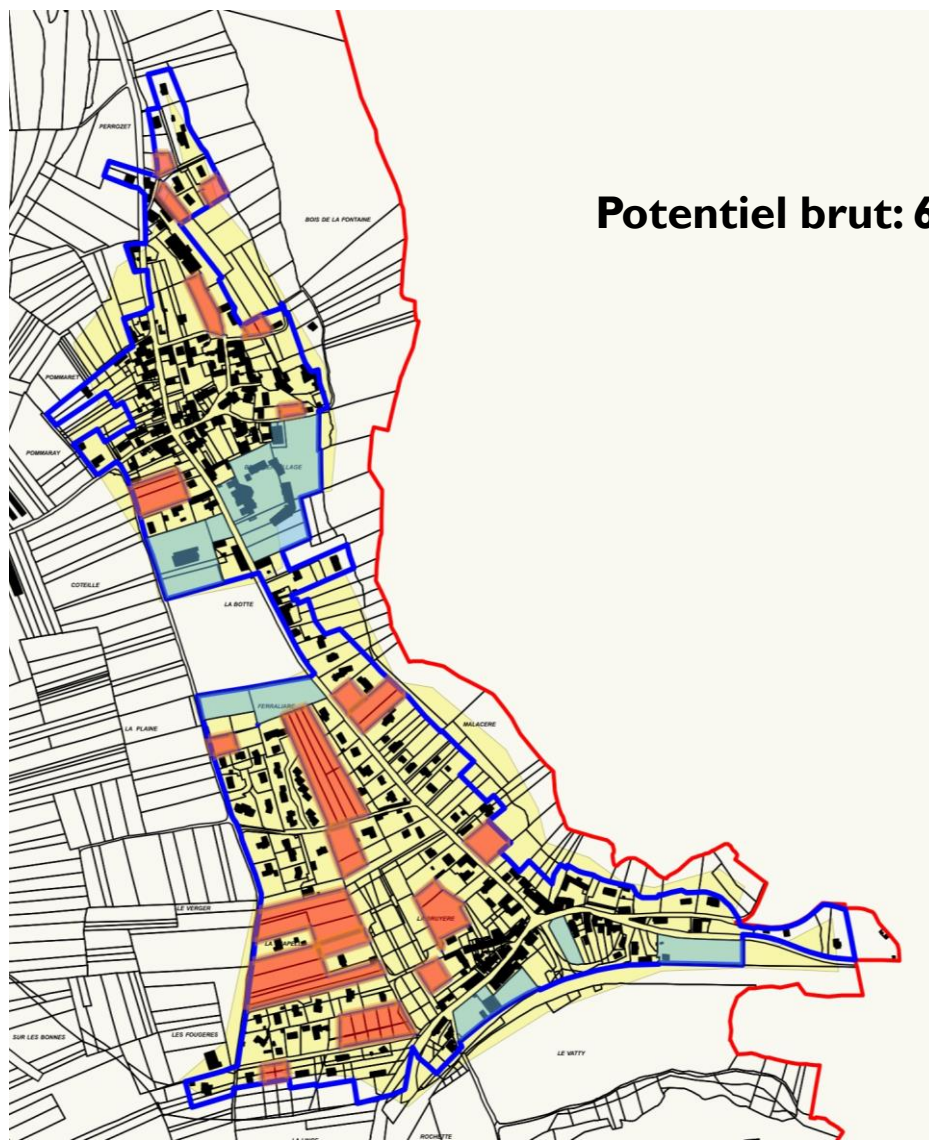 PERROZET
BOIS DE LA FONTAINE
Potentiel brut: 6
POMMARET
POMMARAY
COTEILLE
LA BOTTE
LA PLAINE
MALACERE
LE VERGER
SUR LES BONNES
LES FOUGERES
LE VATTY
ROCHETTE